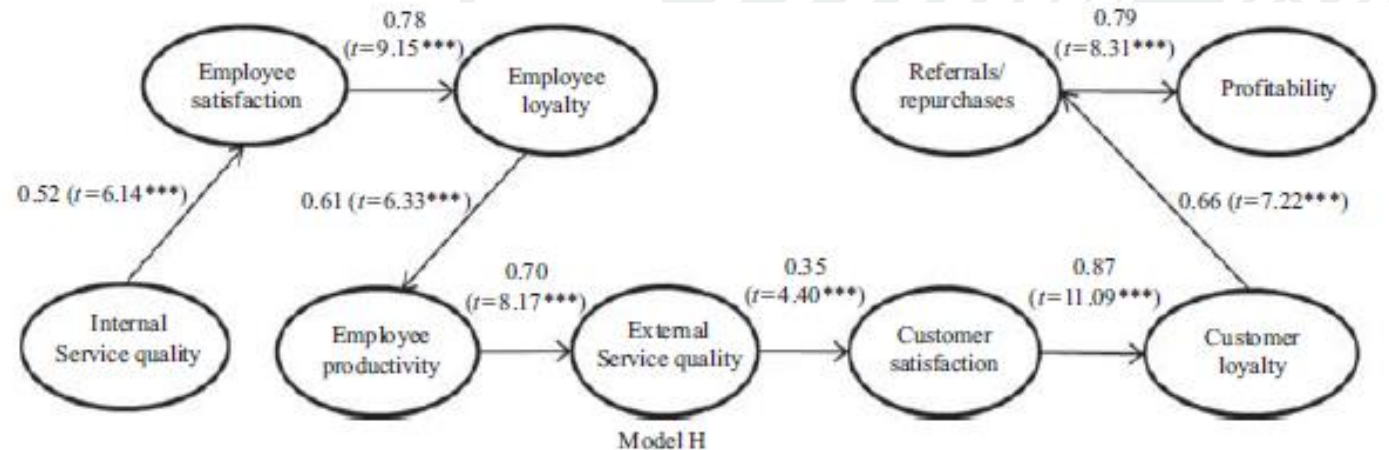 0.78
(t=9.15***)
0.79
(t=8.31***)
Employee
satisfaction
Employee
loyalty
Referrals/
repurchases
Profitability
0.52 (t=6.14***)
0.61 (t=6.33***)
0.66 (t=7.22***)
0.70
(t=8.17***)
0.35
(t=4.40***)
0.87
(t=11.09***)
Internal
Service quality
Employee
productivity
External
Service quality
Customer
satisfaction
Customer
loyalty
Model H